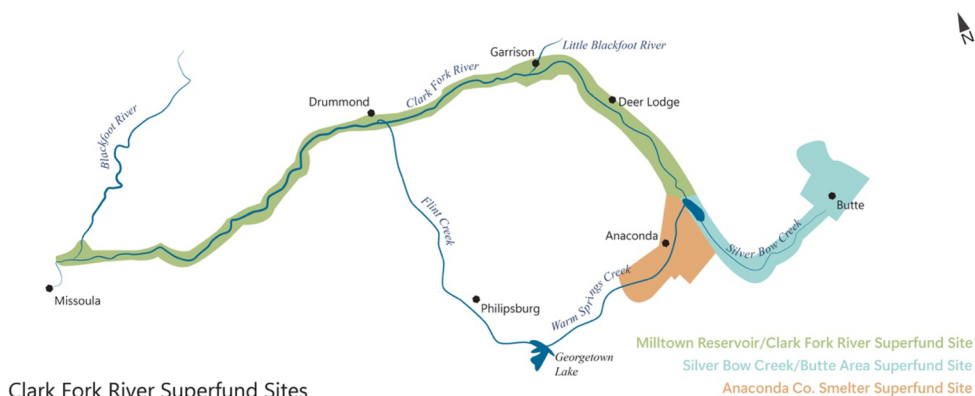 N
Garrison
Little Blackfoot River
Clark Fork River
Drummond
Deer Lodge
Blackfoot River
Butte
Flint Creek
Anaconda
Silver Bow Creek
Missoula
Philipsburg
Warm Springs Creek
Georgetown
Lake
Milltown Reservoir/Clark Fork River Superfund Site
Silver Bow Creek/Butte Area Superfund Site
Anaconda Co. Smelter Superfund Site
Clark Fork River Superfund Sites